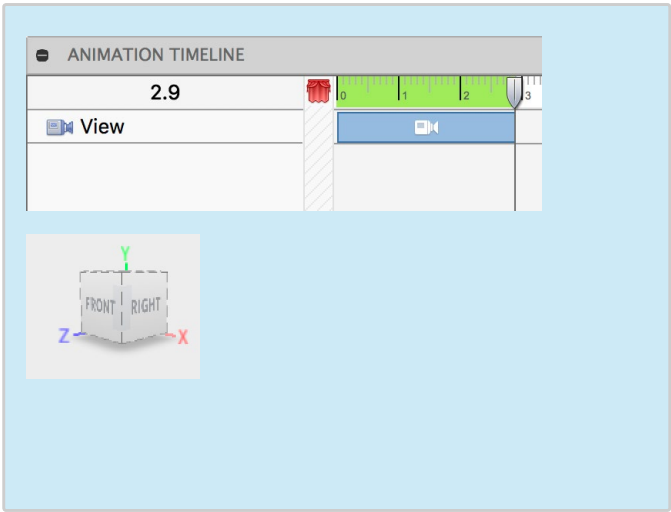 ANIMATION TIMELINE
2.9
0 1 2 3
View
Y
FRONT RIGHT
Z X